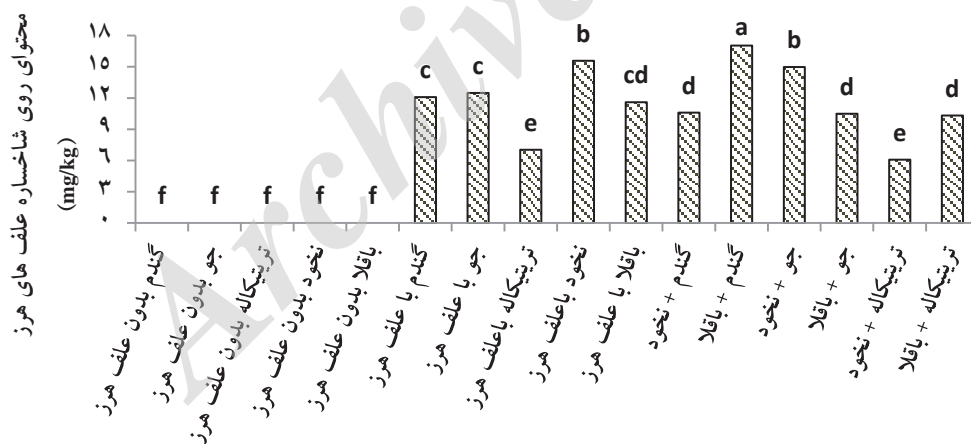 محتوای روی شاخساره علف های هرز
(mg/kg)
۱۸
۱۵
۱۲
۹
۶
۳
۰
f
f
f
f
f
c
c
e
b
cd
d
a
b
d
e
d
گندم بدون علف هرز
جو بدون علف هرز
تریتیکاله بدون علف هرز
نخود بدون علف هرز
باقلا بدون علف هرز
گندم با علف هرز
جو با علف هرز
تریتیکاله باعلف هرز
نخود باعلف هرز
باقلا با علف هرز
گندم + نخود
گندم + باقلا
جو + نخود
جو + باقلا
تریتیکاله + نخود
تریتیکاله + باقلا
Archive